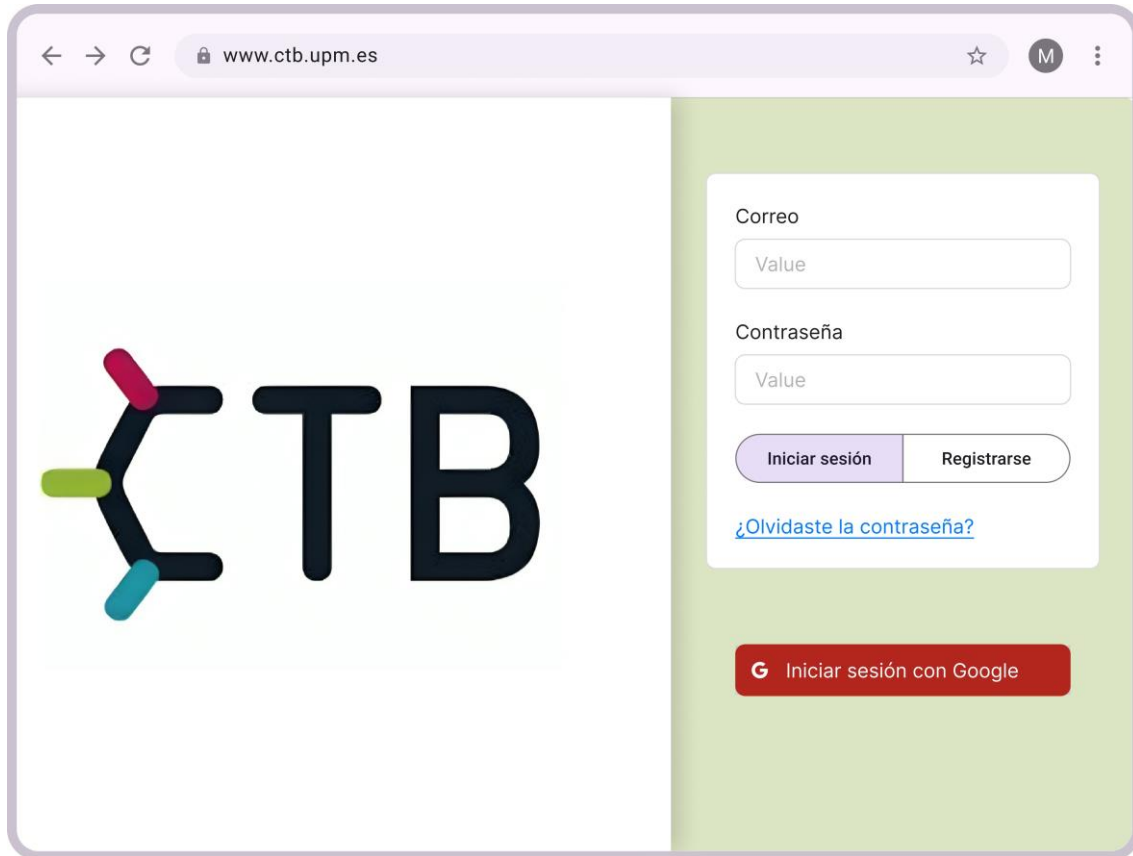 www.ctb.upm.es
M
CTB
Correo
Value
Contraseña
Value
Iniciar sesión
Registrarse
¿Olvidaste la contraseña?
G Iniciar sesión con Google